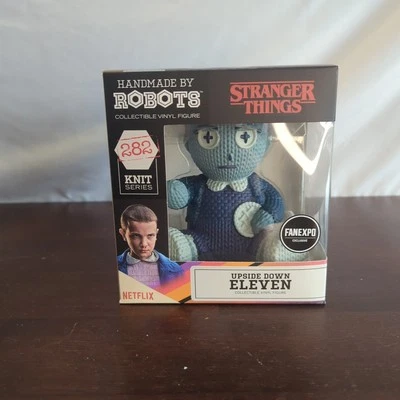 HANDMADE BY
ROBOTS™
COLLECTIBLE VINYL FIGURE
STRANGER
THINGS
282
KNIT
SERIES
FANEXPO
EXCLUSIVE
UPSIDE DOWN
ELEVEN
COLLECTIBLE VINYL FIGURE
NETFLIX